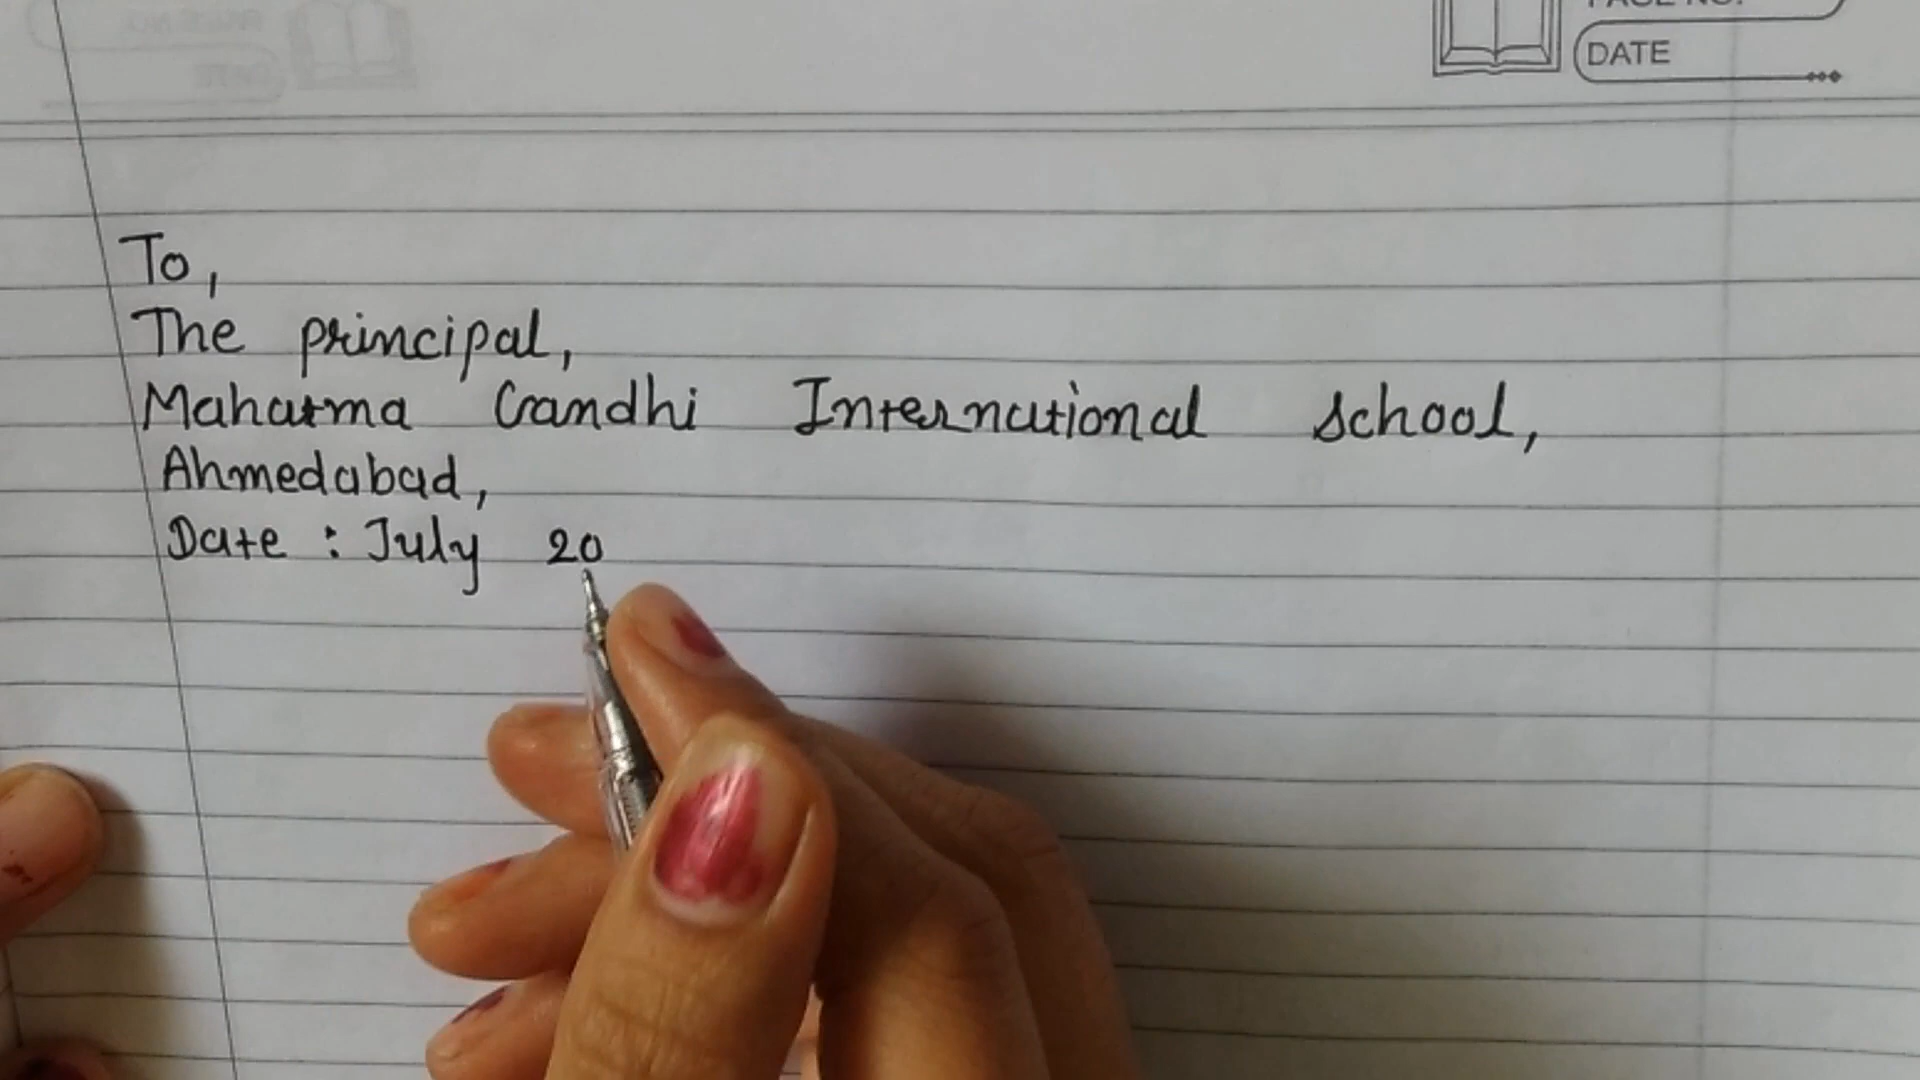 DATE
To,
The principal,
Mahatma Gandhi International school,
Ahmedabad,
Date : July 20